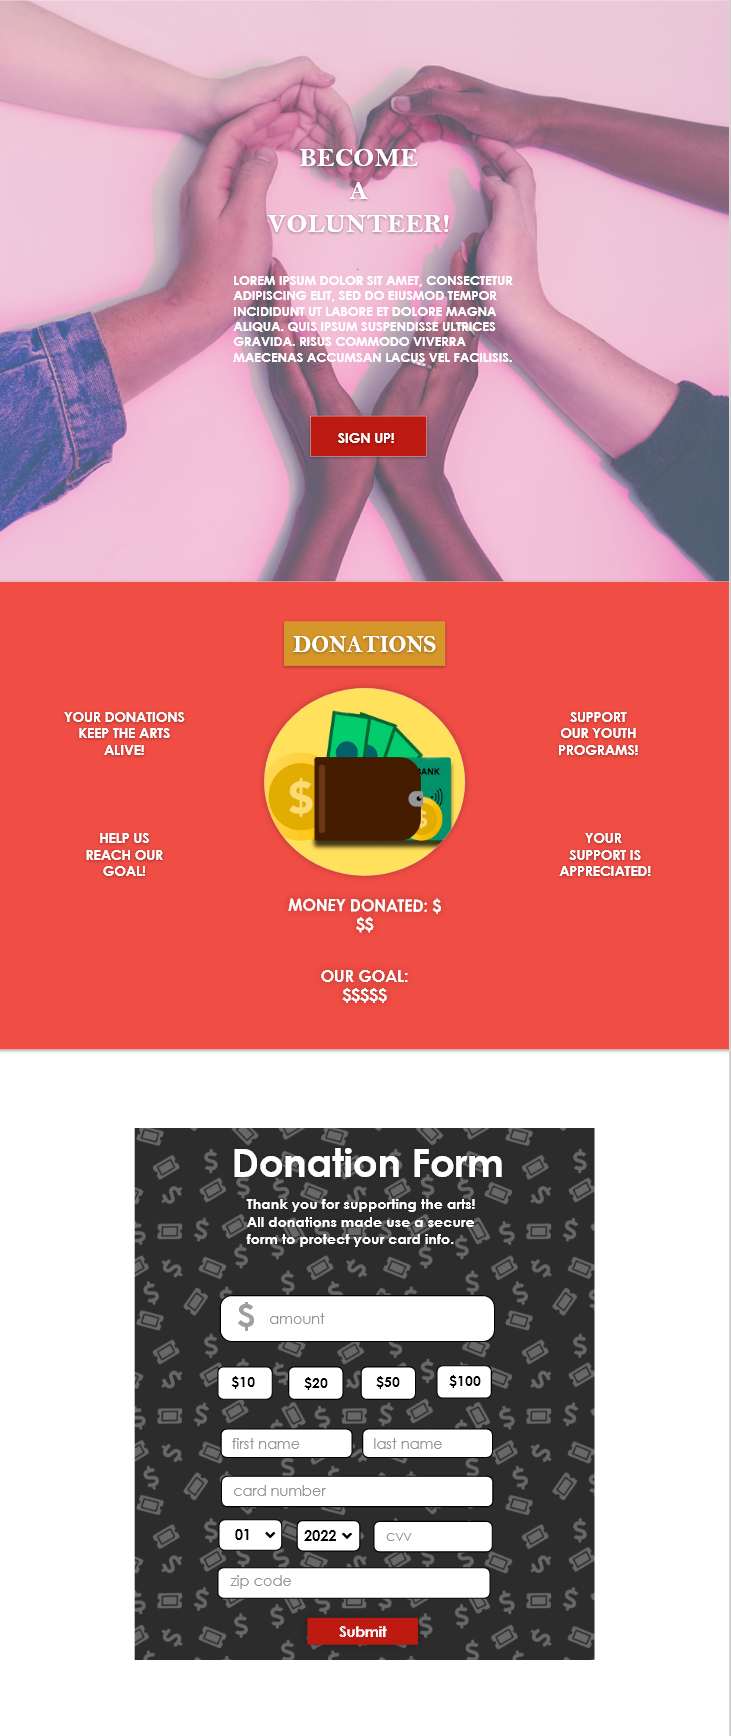 BECOME
A
VOLUNTEER!
LOREM IPSUM DOLOR SIT AMET, CONSECTETUR
ADIPISCING ELIT, SED DO EIUSMOD TEMPOR
INCIDIDUNT UT LABORE ET DOLORE MAGNA
ALIQUA. QUIS IPSUM SUSPENDISSE ULTRICES
GRAVIDA. RISUS COMMODO VIVERRA
MAECENAS ACCUMSAN LACUS VEL FACILISIS.
SIGN UP!
DONATIONS
YOUR DONATIONS
KEEP THE ARTS
ALIVE!
SUPPORT
OUR YOUTH
PROGRAMS!
$
ANK
$
HELP US
REACH OUR
GOAL!
YOUR
SUPPORT IS
APPRECIATED!
MONEY DONATED: $
$$
OUR GOAL:
$$$$$
Donation Form
Thank you for supporting the arts!
All donations made use a secure
form to protect your card info.
$ amount
$10 $20 $50 $100
first name last name
card number
01 2022 cvv
zip code
Submit